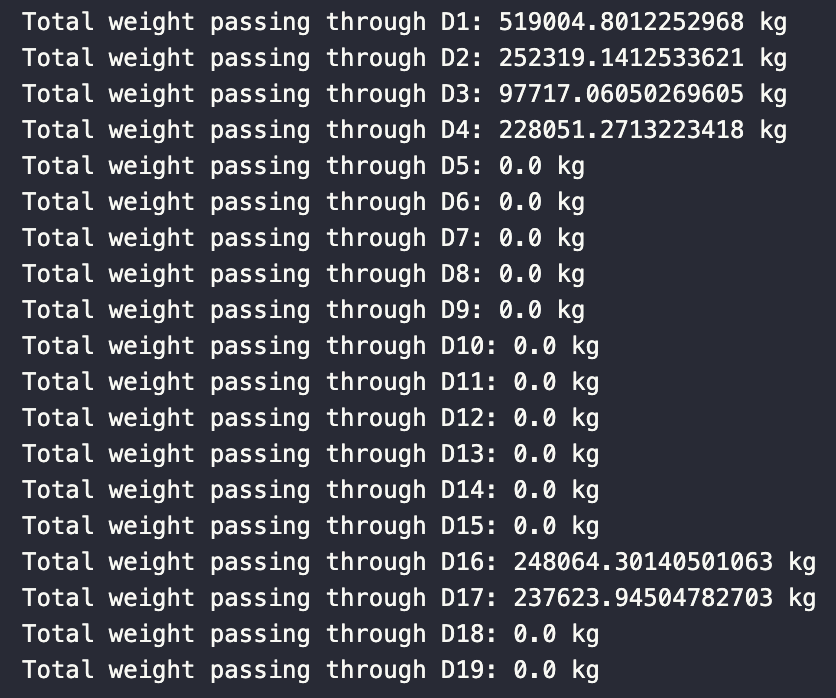 Total weight passing through D1: 519004.8012252968 kg
Total weight passing through D2: 252319.1412533621 kg
Total weight passing through D3: 97717.06050269605 kg
Total weight passing through D4: 228051.2713223418 kg
Total weight passing through D5: 0.0 kg
Total weight passing through D6: 0.0 kg
Total weight passing through D7: 0.0 kg
Total weight passing through D8: 0.0 kg
Total weight passing through D9: 0.0 kg
Total weight passing through D10: 0.0 kg
Total weight passing through D11: 0.0 kg
Total weight passing through D12: 0.0 kg
Total weight passing through D13: 0.0 kg
Total weight passing through D14: 0.0 kg
Total weight passing through D15: 0.0 kg
Total weight passing through D16: 248064.30140501063 kg
Total weight passing through D17: 237623.94504782703 kg
Total weight passing through D18: 0.0 kg
Total weight passing through D19: 0.0 kg